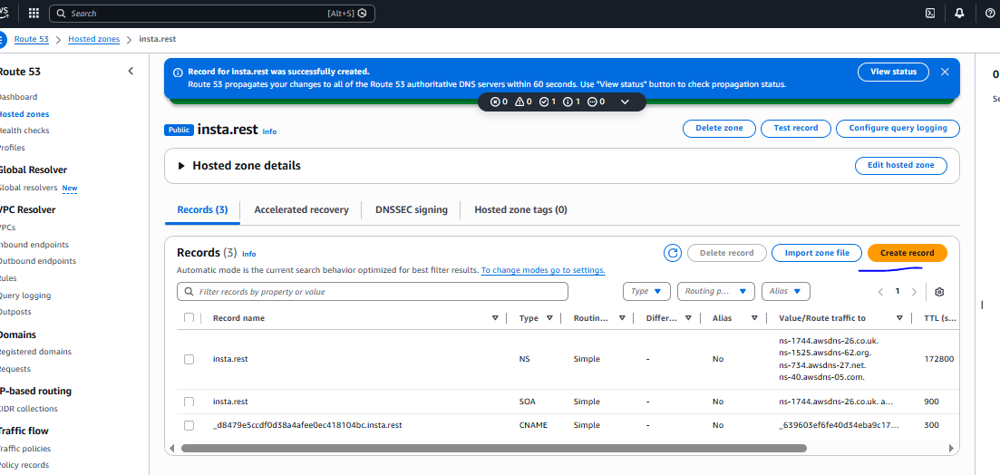 Search
[Alt+S]
Route 53
Hosted zones
insta.rest
Route 53
Dashboard
Hosted zones
Health checks
Profiles
Global Resolver
Global resolvers New
VPC Resolver
VPCs
Inbound endpoints
Outbound endpoints
Rules
Query logging
Outposts
Domains
Registered domains
Requests
IP-based routing
CIDR collections
Traffic flow
Traffic policies
Policy records
Record for insta.rest was successfully created.
Route 53 propagates your changes to all of the Route 53 authoritative DNS servers within 60 seconds. Use "View status" button to check propagation status.
View status
0 0 1 1 0
Public insta.rest Info
Delete zone
Test record
Configure query logging
Hosted zone details
Edit hosted zone
Records (3)
Accelerated recovery
DNSSEC signing
Hosted zone tags (0)
Records (3) Info
Delete record
Import zone file
Create record
Automatic mode is the current search behavior optimized for best filter results. To change modes go to settings.
Filter records by property or value
Type
Routing p...
Alias
1
Record name Type Routin... Differ... Alias Value/Route traffic to TTL (s...
insta.rest NS Simple - No
ns-1744.awsdns-26.co.uk.
ns-1525.awsdns-62.org.
ns-734.awsdns-27.net.
ns-40.awsdns-05.com.
172800
insta.rest SOA Simple - No ns-1744.awsdns-26.co.uk. a... 900
_d8479e5ccdf0d38a4afee0ec418104bc.insta.rest CNAME Simple - No _639603ef6fe40d34eba9c17... 300
0